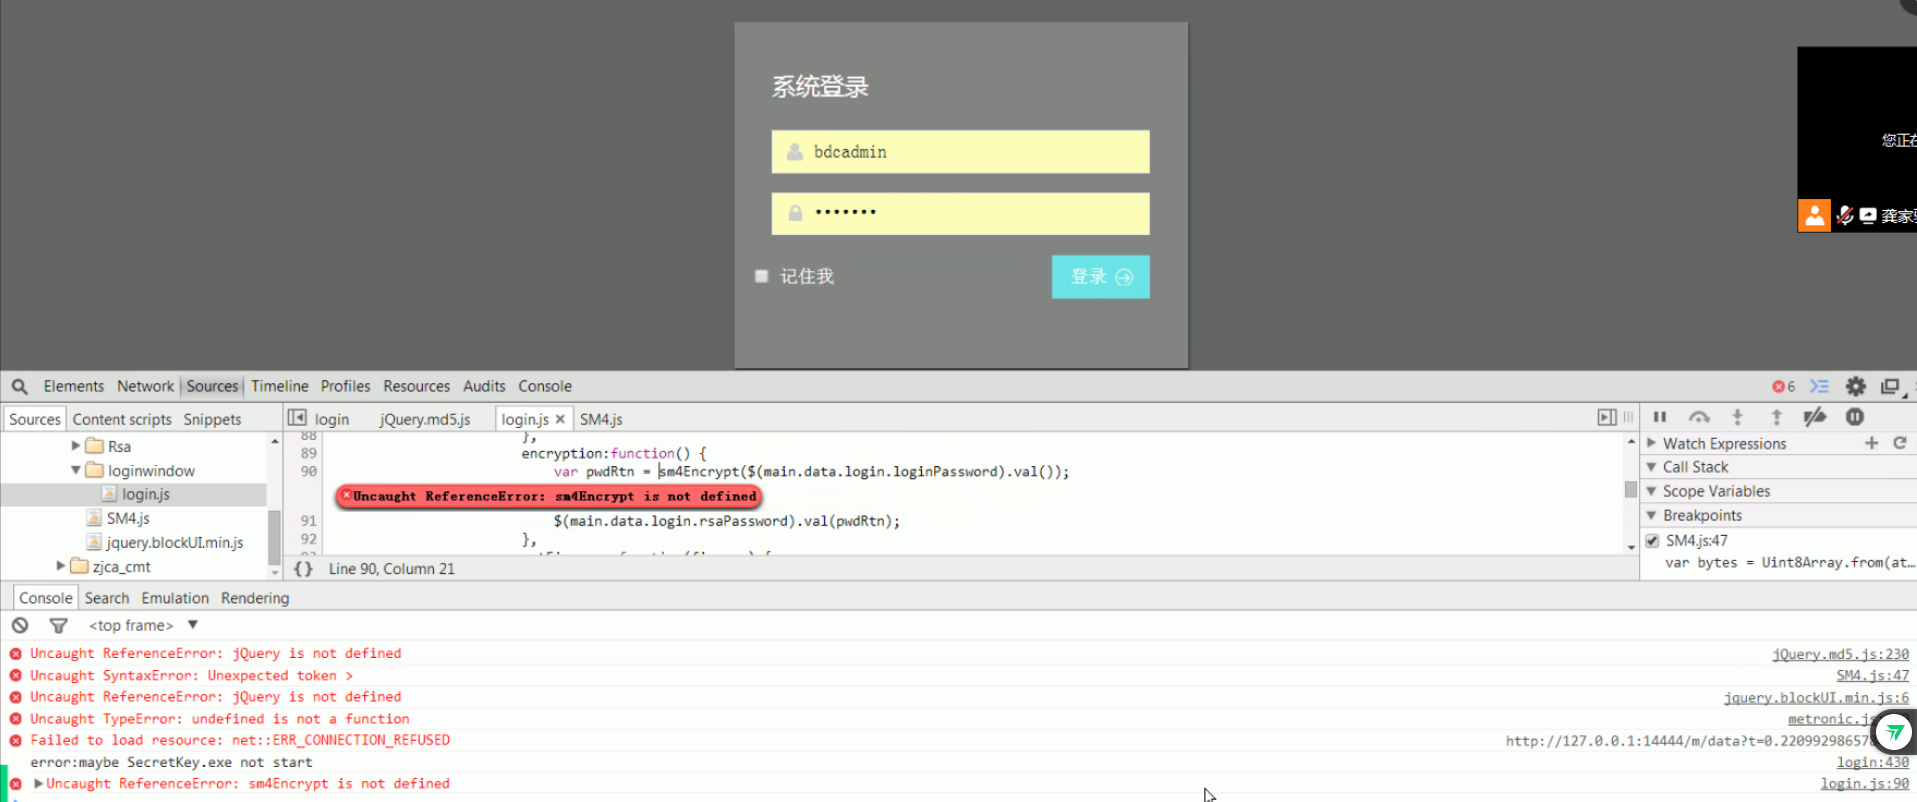 系统登录
bdcadmin
•••••••
记住我
登录
您正在
龚家
Elements Network Sources Timeline Profiles Resources Audits Console
6
Sources Content scripts Snippets
login jQuery.md5.js login.js × SM4.js
Rsa
loginwindow
login.js
SM4.js
jquery.blockUI.min.js
zjca_cmt
88 },
89 encryption:function() {
90 var pwdRtn = sm4Encrypt($(main.data.login.loginPassword).val());
Uncaught ReferenceError: sm4Encrypt is not defined
91 $(main.data.login.rsaPassword).val(pwdRtn);
92 },
{} Line 90, Column 21
Watch Expressions
Call Stack
Scope Variables
Breakpoints
SM4.js:47
var bytes = Uint8Array.from(at…
Console Search Emulation Rendering
<top frame> ▼
Uncaught ReferenceError: jQuery is not defined jQuery.md5.js:230
Uncaught SyntaxError: Unexpected token > SM4.js:47
Uncaught ReferenceError: jQuery is not defined jquery.blockUI.min.js:6
Uncaught TypeError: undefined is not a function metronic.js
Failed to load resource: net::ERR_CONNECTION_REFUSED http://127.0.0.1:14444/m/data?t=0.220992986578
error:maybe SecretKey.exe not start login:430
Uncaught ReferenceError: sm4Encrypt is not defined login.js:90